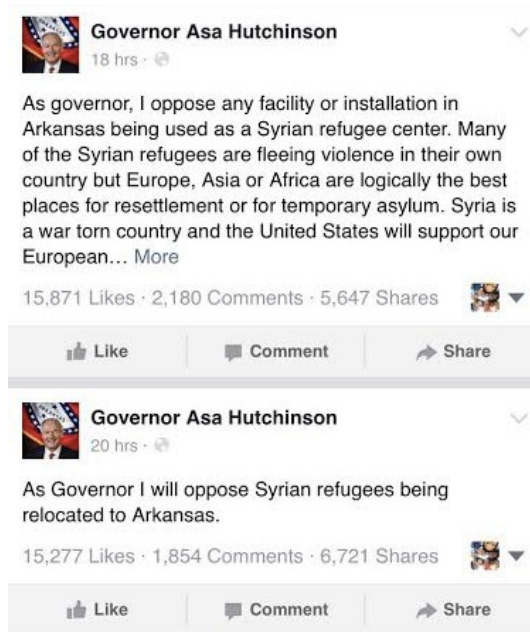 Governor Asa Hutchinson
18 hrs ·
As governor, I oppose any facility or installation in
Arkansas being used as a Syrian refugee center. Many
of the Syrian refugees are fleeing violence in their own
country but Europe, Asia or Africa are logically the best
places for resettlement or for temporary asylum. Syria is
a war torn country and the United States will support our
European... More
15,871 Likes · 2,180 Comments · 5,647 Shares
Like Comment Share
Governor Asa Hutchinson
20 hrs ·
As Governor I will oppose Syrian refugees being
relocated to Arkansas.
15,277 Likes · 1,854 Comments · 6,721 Shares
Like Comment Share